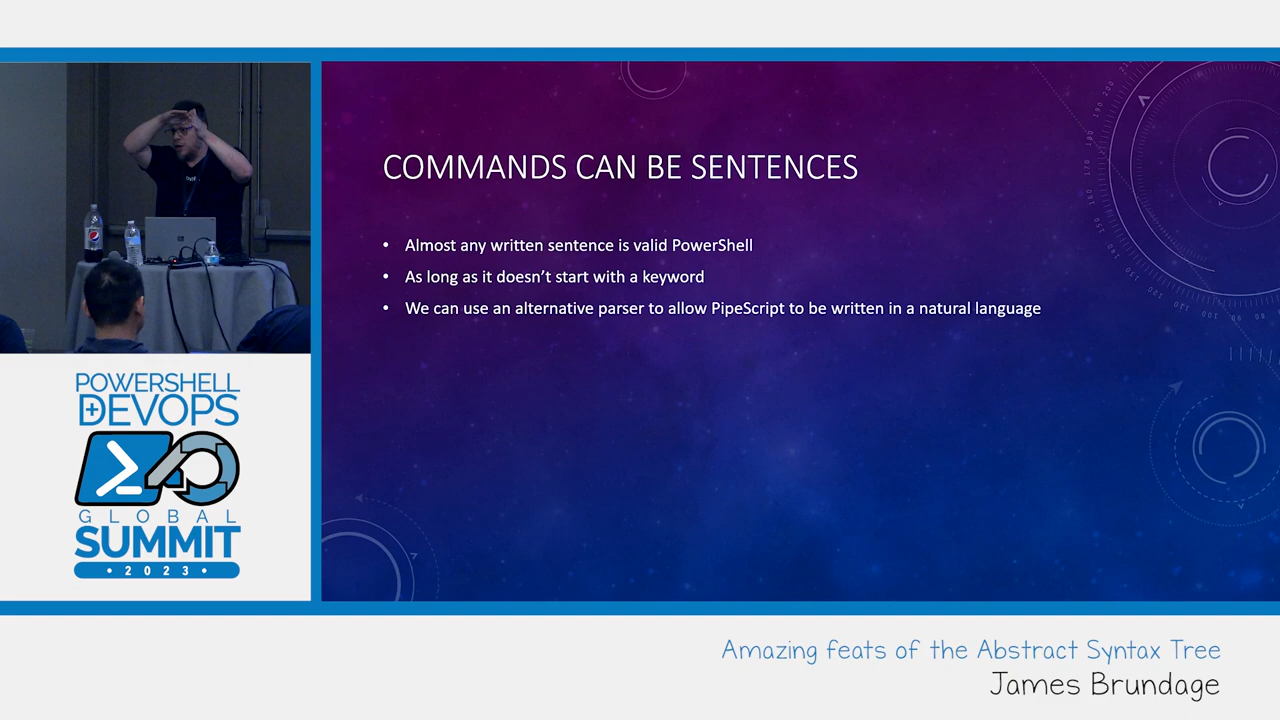 COMMANDS CAN BE SENTENCES
• Almost any written sentence is valid PowerShell
• As long as it doesn't start with a keyword
• We can use an alternative parser to allow PipeScript to be written in a natural language
POWERSHELL
DEVOPS
GLOBAL
SUMMIT
• 2023 •
Amazing feats of the Abstract Syntax Tree
James Brundage